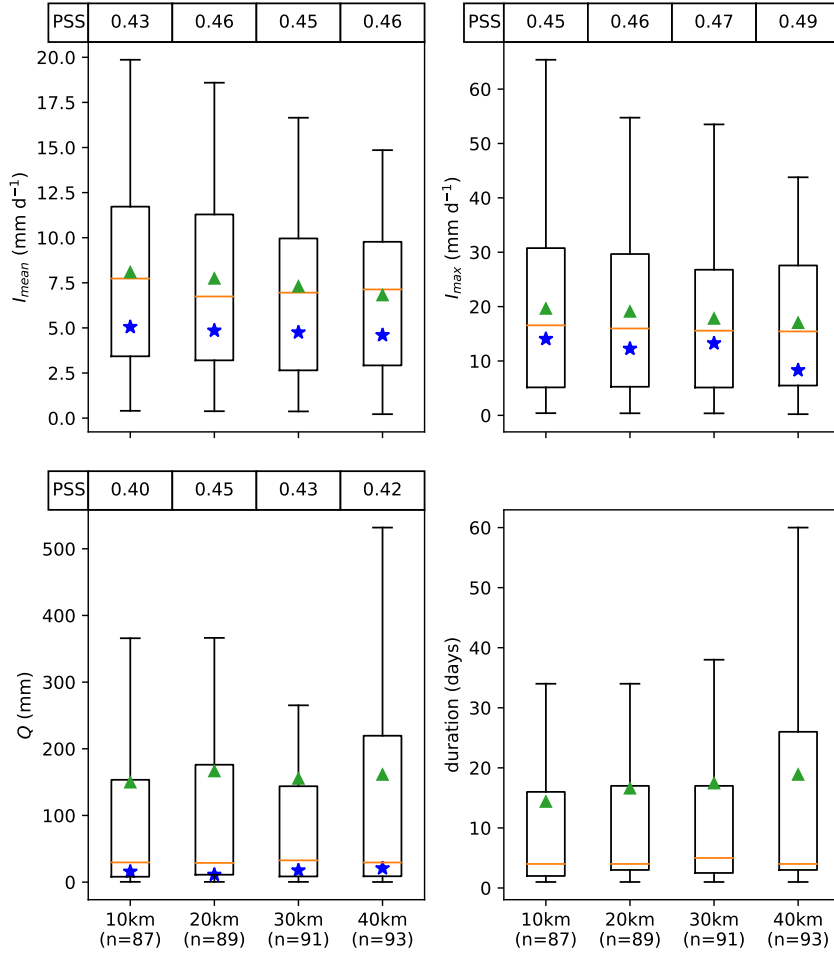 PSS 0.43 0.46 0.45 0.46
20.0
17.5
15.0
12.5
10.0
7.5
5.0
2.5
0.0
I_mean (mm d⁻¹)
PSS 0.45 0.46 0.47 0.49
60
50
40
30
20
10
0
I_max (mm d⁻¹)
PSS 0.40 0.45 0.43 0.42
500
400
300
200
100
0
Q (mm)
10km 20km 30km 40km
(n=87) (n=89) (n=91) (n=93)
60
50
40
30
20
10
0
duration (days)
10km 20km 30km 40km
(n=87) (n=89) (n=91) (n=93)